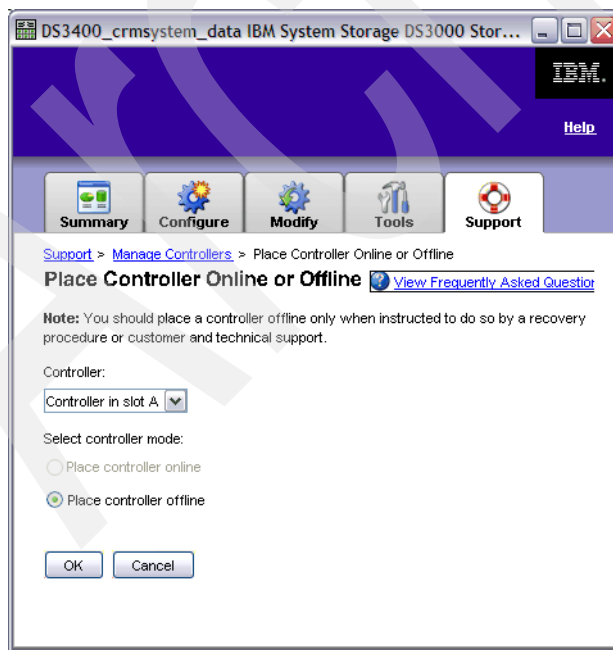 DS3400_crmsystem_data IBM System Storage DS3000 Stor...
IBM.
Help
Summary
Configure
Modify
Tools
Support
Support > Manage Controllers > Place Controller Online or Offline
Place Controller Online or Offline
View Frequently Asked Question
Note: You should place a controller offline only when instructed to do so by a recovery
procedure or customer and technical support.
Controller:
Controller in slot A
Select controller mode:
Place controller online
Place controller offline
OK
Cancel